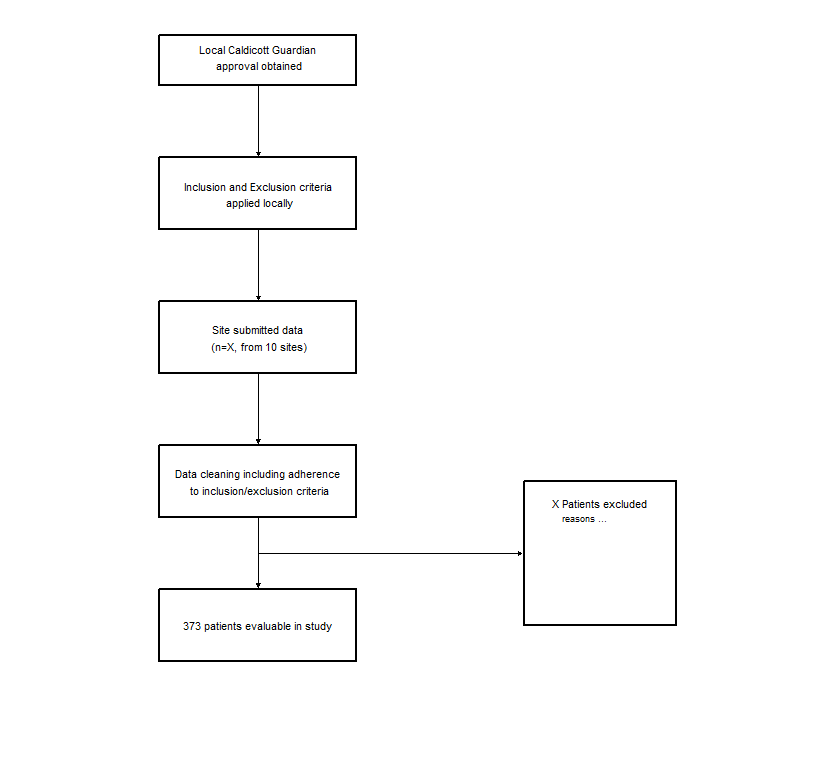 Local Caldicott Guardian
approval obtained
Inclusion and Exclusion criteria
applied locally
Site submitted data
(n=X, from 10 sites)
Data cleaning including adherence
to inclusion/exclusion criteria
X Patients excluded
reasons ...
373 patients evaluable in study